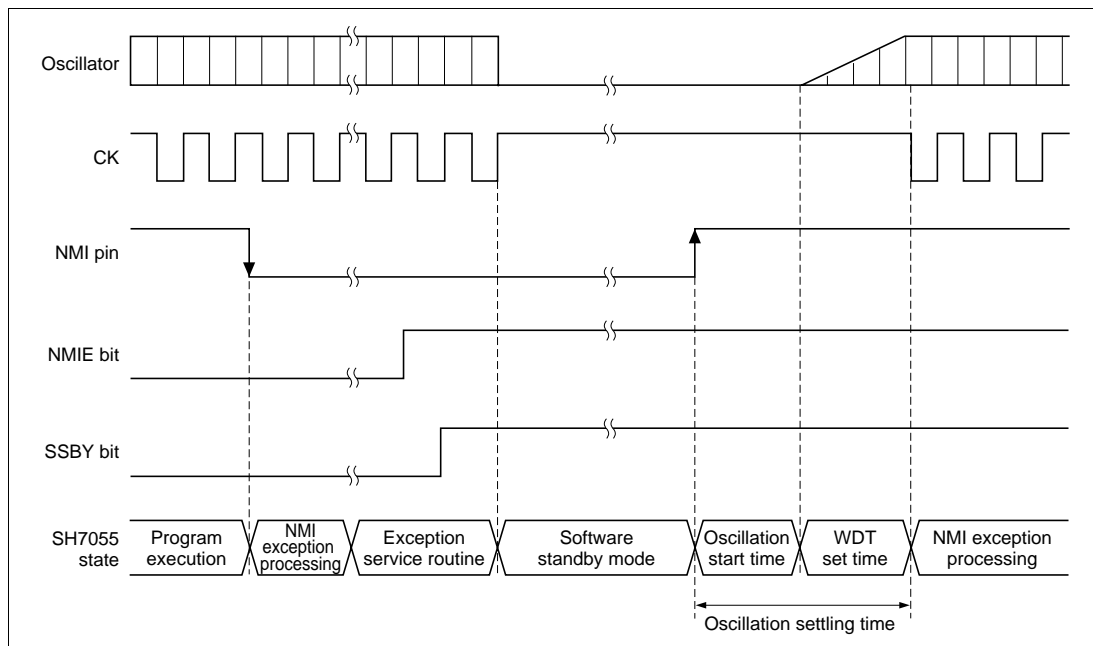 Oscillator
CK
NMI pin
NMIE bit
SSBY bit
SH7055
state
Program
execution
NMI
exception
processing
Exception
service routine
Software
standby mode
Oscillation
start time
WDT
set time
NMI exception
processing
Oscillation settling time